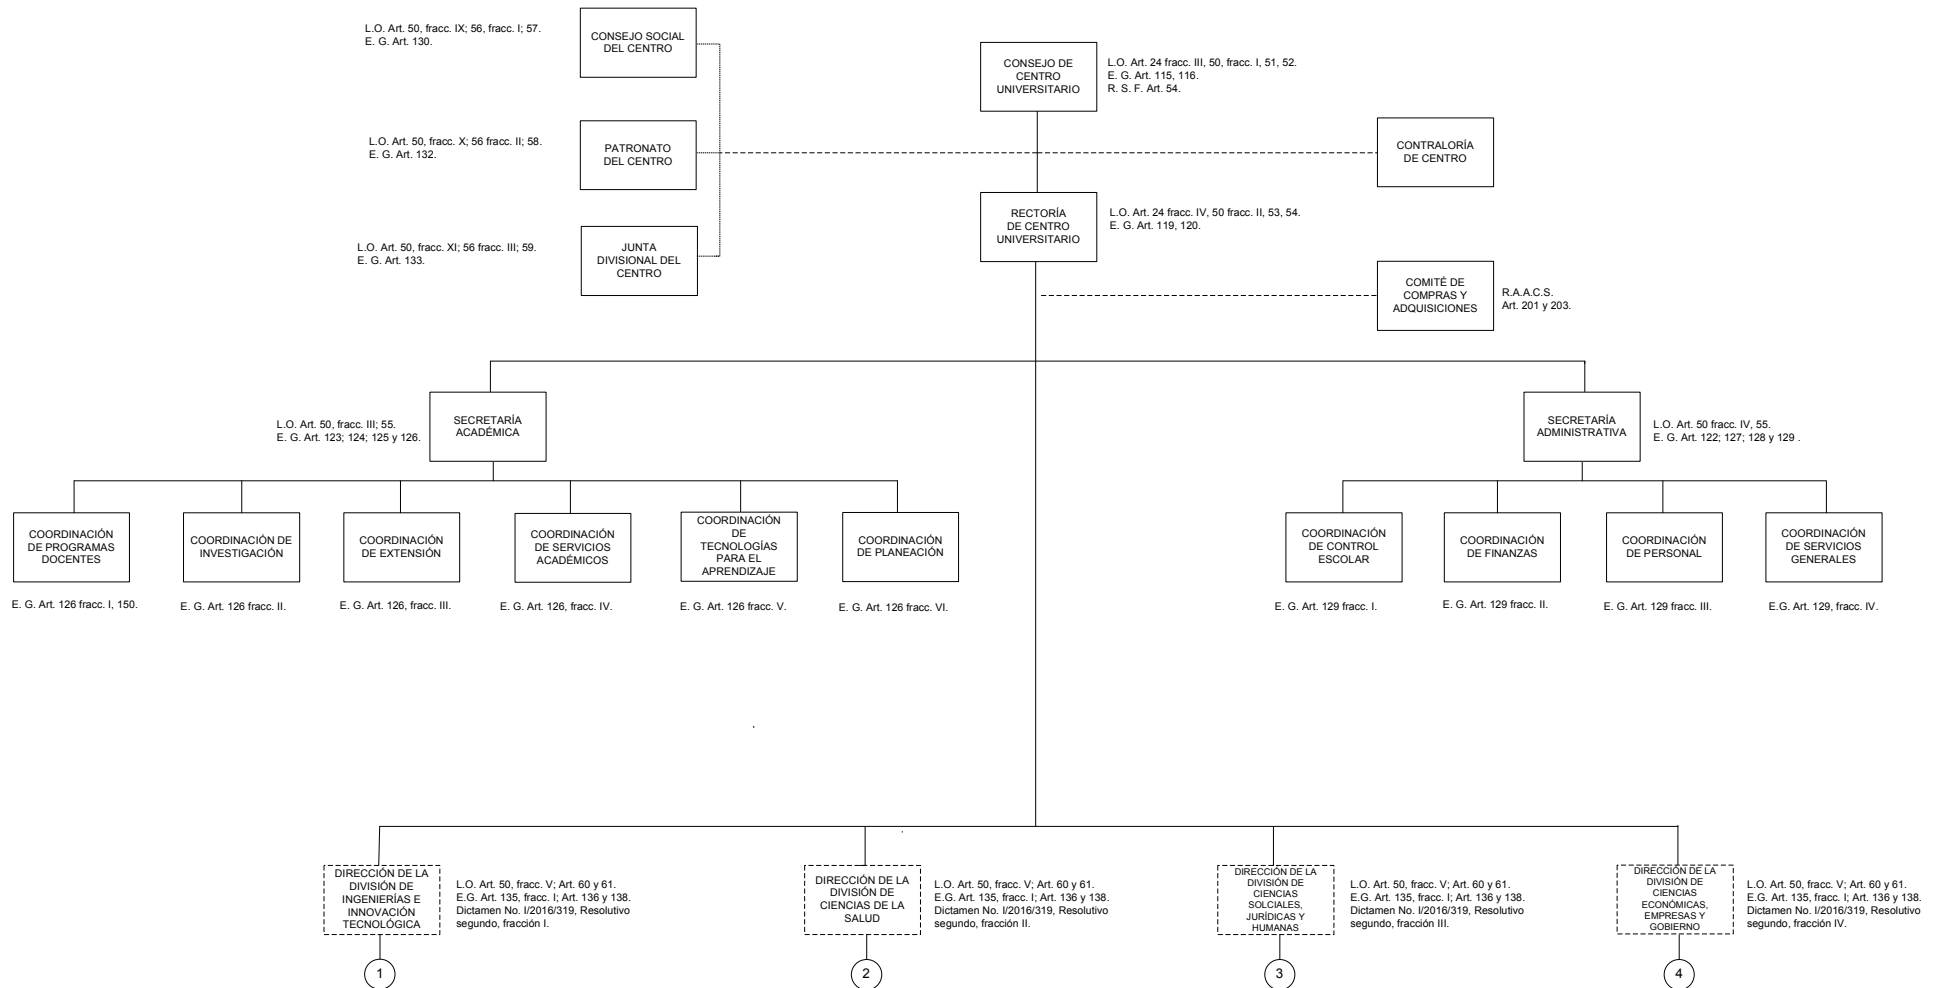 L.O. Art. 50, fracc. IX; 56, fracc. I; 57.
E. G. Art. 130.
CONSEJO SOCIAL
DEL CENTRO
CONSEJO DE
CENTRO
UNIVERSITARIO
L.O. Art. 24 fracc. III, 50, fracc. I, 51, 52.
E. G. Art. 115, 116.
R. S. F. Art. 54.
L.O. Art. 50, fracc. X; 56 fracc. II; 58.
E. G. Art. 132.
PATRONATO
DEL CENTRO
CONTRALORÍA
DE CENTRO
RECTORÍA
DE CENTRO
UNIVERSITARIO
L.O. Art. 24 fracc. IV, 50 fracc. II, 53, 54.
E. G. Art. 119, 120.
L.O. Art. 50, fracc. XI; 56 fracc. III; 59.
E. G. Art. 133.
JUNTA
DIVISIONAL DEL
CENTRO
COMITÉ DE
COMPRAS Y
ADQUISICIONES
R.A.A.C.S.
Art. 201 y 203.
L.O. Art. 50, fracc. III; 55.
E. G. Art. 123; 124; 125 y 126.
SECRETARÍA
ACADÉMICA
SECRETARÍA
ADMINISTRATIVA
L.O. Art. 50 fracc. IV, 55.
E. G. Art. 122; 127; 128 y 129 .
COORDINACIÓN
DE PROGRAMAS
DOCENTES
COORDINACIÓN DE
INVESTIGACIÓN
COORDINACIÓN
DE EXTENSIÓN
COORDINACIÓN
DE SERVICIOS
ACADÉMICOS
COORDINACIÓN
DE
TECNOLOGÍAS
PARA EL
APRENDIZAJE
COORDINACIÓN
DE PLANEACIÓN
COORDINACIÓN
DE CONTROL
ESCOLAR
COORDINACIÓN
DE FINANZAS
COORDINACIÓN
DE PERSONAL
COORDINACIÓN
DE SERVICIOS
GENERALES
E. G. Art. 126 fracc. I, 150.
E. G. Art. 126 fracc. II.
E. G. Art. 126, fracc. III.
E. G. Art. 126, fracc. IV.
E. G. Art. 126 fracc. V.
E. G. Art. 126 fracc. VI.
E. G. Art. 129 fracc. I.
E. G. Art. 129 fracc. II.
E. G. Art. 129 fracc. III.
E.G. Art. 129, fracc. IV.
DIRECCIÓN DE LA
DIVISIÓN DE
INGENIERÍAS E
INNOVACIÓN
TECNOLÓGICA
L.O. Art. 50, fracc. V; Art. 60 y 61.
E.G. Art. 135, fracc. I; Art. 136 y 138.
Dictamen No. I/2016/319, Resolutivo
segundo, fracción I.
DIRECCIÓN DE LA
DIVISIÓN DE
CIENCIAS DE LA
SALUD
L.O. Art. 50, fracc. V; Art. 60 y 61.
E.G. Art. 135, fracc. I; Art. 136 y 138.
Dictamen No. I/2016/319, Resolutivo
segundo, fracción II.
DIRECCIÓN DE LA
DIVISIÓN DE
CIENCIAS
SOLCIALES,
JURÍDICAS Y
HUMANAS
L.O. Art. 50, fracc. V; Art. 60 y 61.
E.G. Art. 135, fracc. I; Art. 136 y 138.
Dictamen No. I/2016/319, Resolutivo
segundo, fracción III.
DIRECCIÓN DE LA
DIVISIÓN DE
CIENCIAS
ECONÓMICAS,
EMPRESAS Y
GOBIERNO
L.O. Art. 50, fracc. V; Art. 60 y 61.
E.G. Art. 135, fracc. I; Art. 136 y 138.
Dictamen No. I/2016/319, Resolutivo
segundo, fracción IV.
1
2
3
4